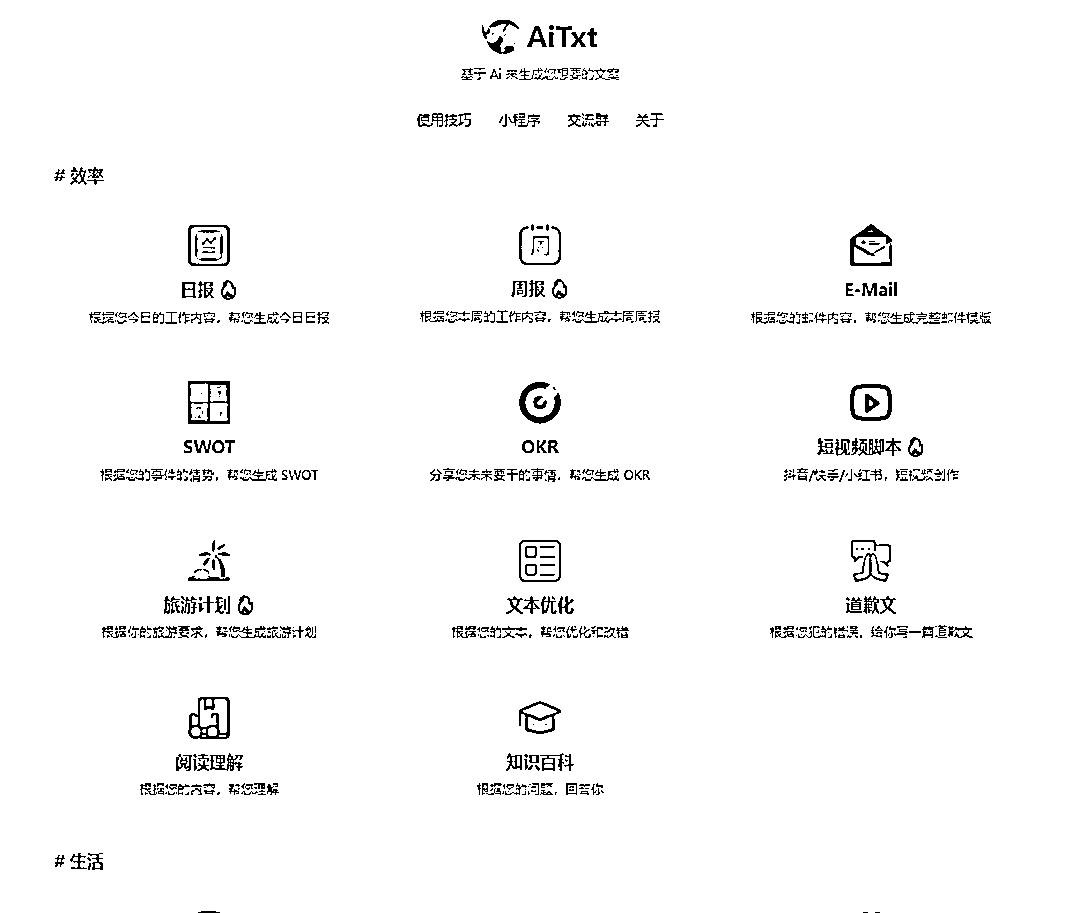 AiTxt
基于 Ai 来生成您想要的文案
使用技巧 小程序 交流群 关于
# 效率
日报 周报 E-Mail
根据您今日的工作内容，帮您生成今日日报 根据您本周的工作内容，帮您生成本周周报 根据您的邮件内容，帮您生成完整邮件模版
SWOT OKR 短视频脚本
根据您的事件的情势，帮您生成 SWOT 分享您未来要干的事情，帮您生成 OKR 抖音/快手/小红书，短视频创作
旅游计划 文本优化 道歉文
根据你的旅游要求，帮您生成旅游计划 根据您的文本，帮您优化和改错 根据您犯的错误，给你写一篇道歉文
阅读理解 知识百科
根据您的内容，帮您理解 根据您的问题，回答你
# 生活